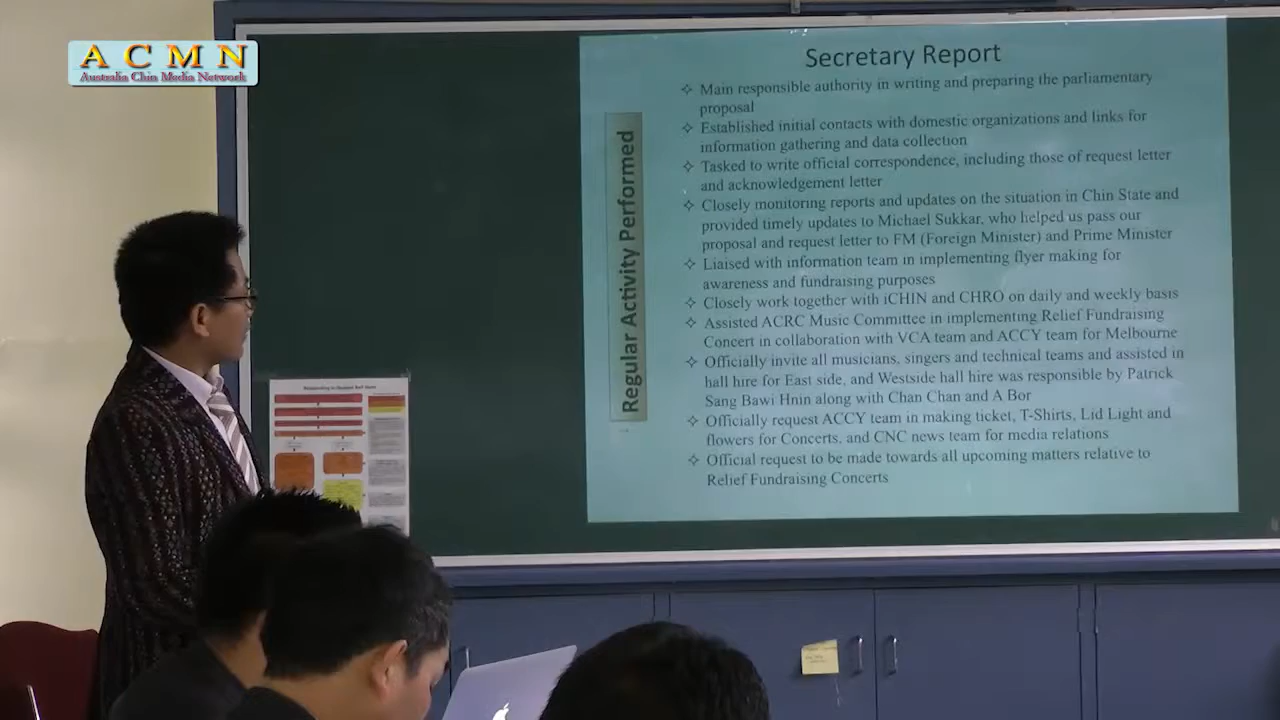 A C M N
Australia Chin Media Network
Secretary Report
Regular Activity Performed
✧ Main responsible authority in writing and preparing the parliamentary
proposal
✧ Established initial contacts with domestic organizations and links for
information gathering and data collection
✧ Tasked to write official correspondence, including those of request letter
and acknowledgement letter
✧ Closely monitoring reports and updates on the situation in Chin State and
provided timely updates to Michael Sukkar, who helped us pass our
proposal and request letter to FM (Foreign Minister) and Prime Minister
✧ Liaised with information team in implementing flyer making for
awareness and fundraising purposes
✧ Closely work together with iCHIN and CHRO on daily and weekly basis
✧ Assisted ACRC Music Committee in implementing Relief Fundraising
Concert in collaboration with VCA team and ACCY team for Melbourne
✧ Officially invite all musicians, singers and technical teams and assisted in
hall hire for East side, and Westside hall hire was responsible by Patrick
Sang Bawi Hnin along with Chan Chan and A Bor
✧ Officially request ACCY team in making ticket, T-Shirts, Lid Light and
flowers for Concerts, and CNC news team for media relations
✧ Official request to be made towards all upcoming matters relative to
Relief Fundraising Concerts